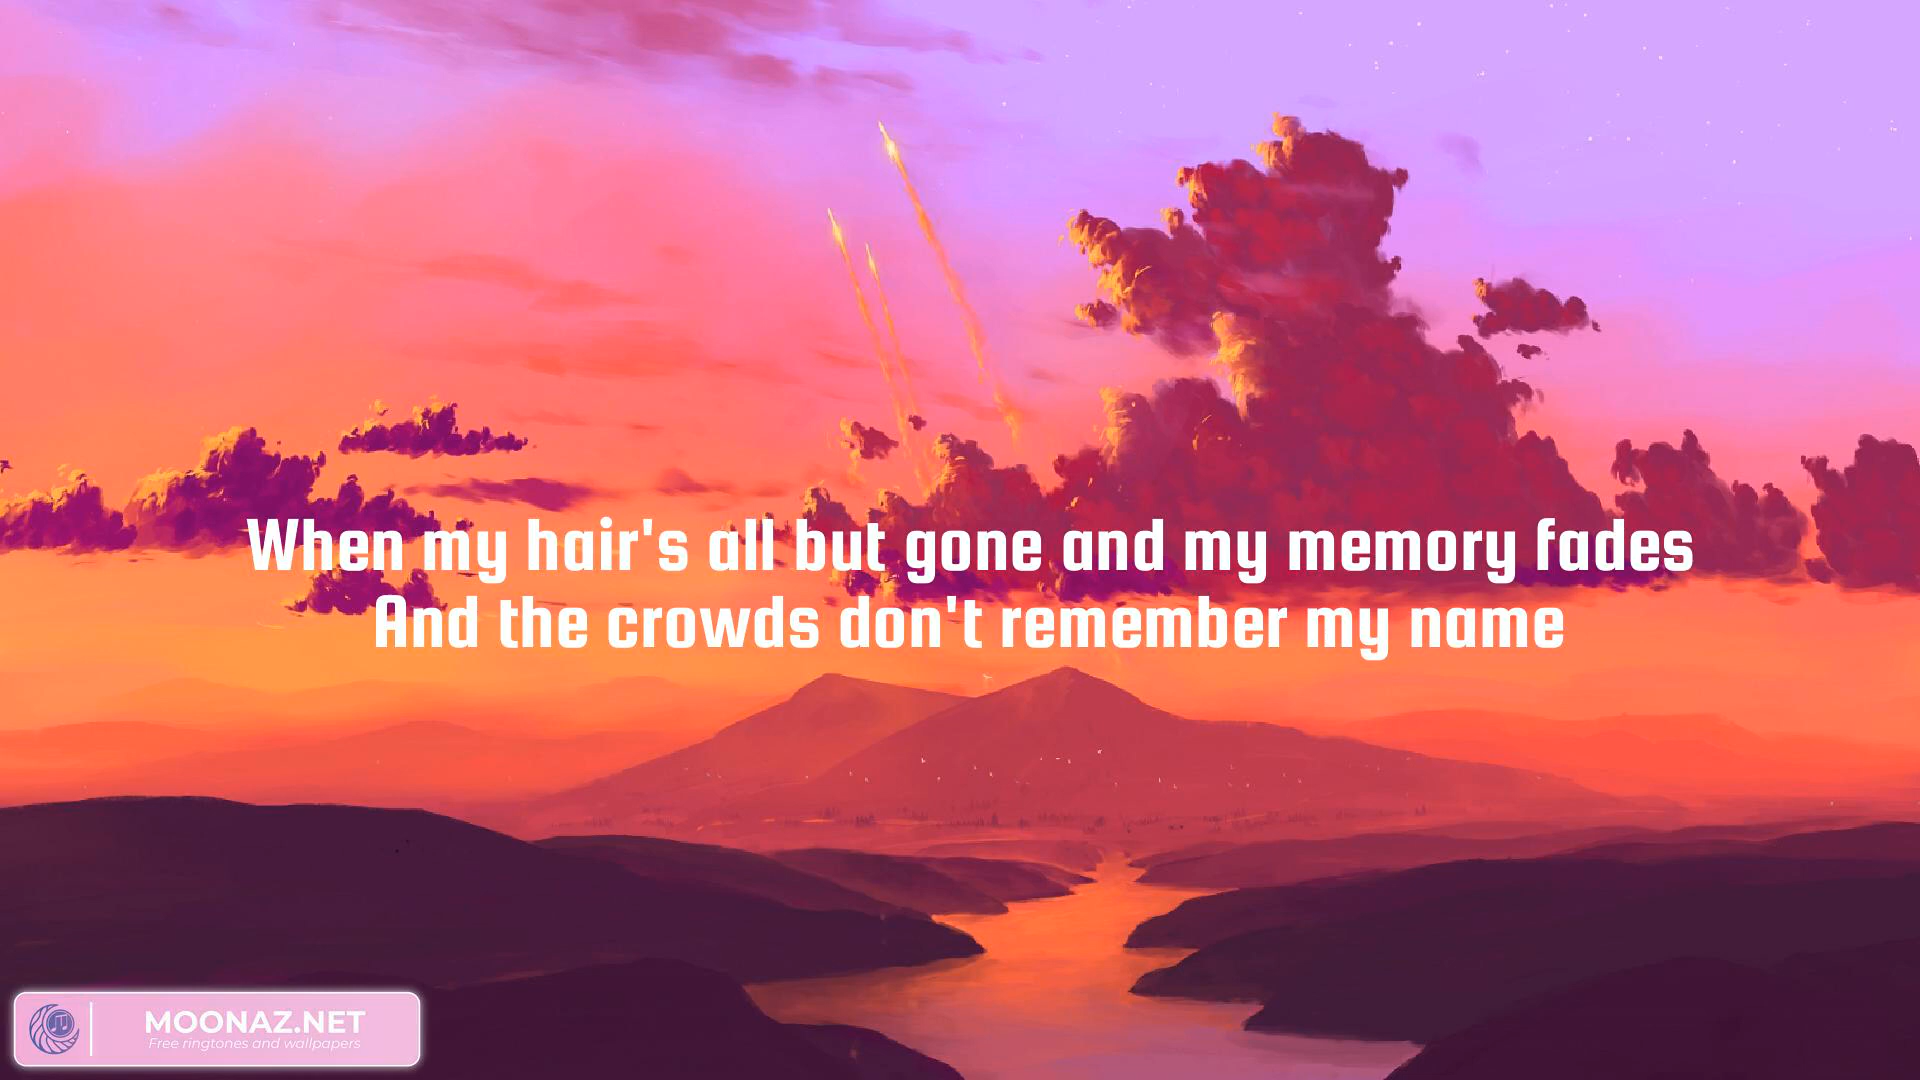 When my hair's all but gone and my memory fades
And the crowds don't remember my name
MOONAZ.NET
Free ringtones and wallpapers